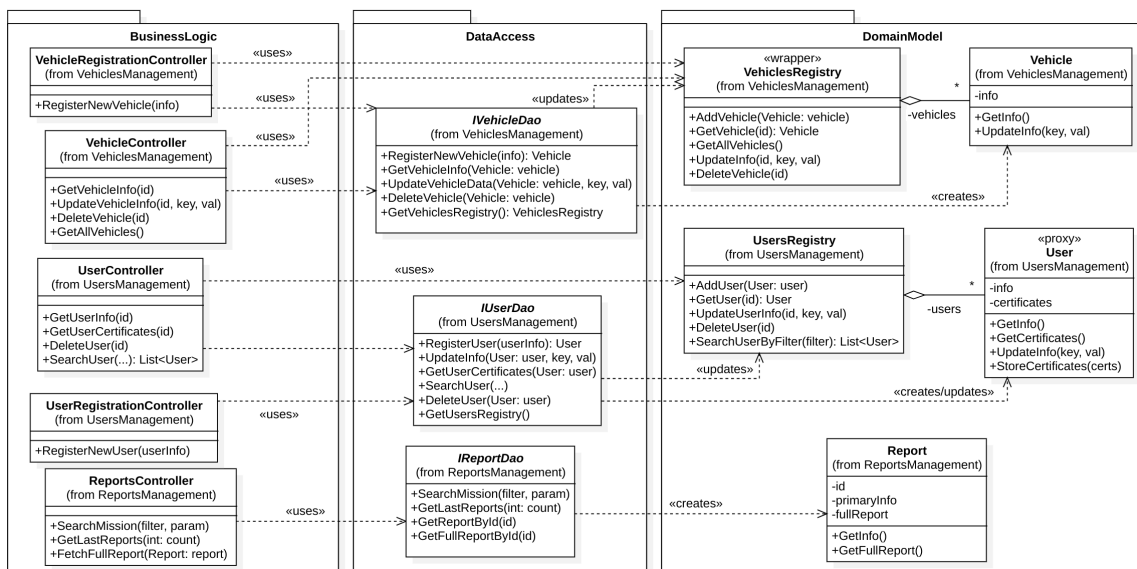 BusinessLogic
VehicleRegistrationController
(from VehiclesManagement)
+RegisterNewVehicle(info)
VehicleController
(from VehiclesManagement)
+GetVehicleInfo(id)
+UpdateVehicleInfo(id, key, val)
+DeleteVehicle(id)
+GetAllVehicles()
UserController
(from UsersManagement)
+GetUserInfo(id)
+GetUserCertificates(id)
+DeleteUser(id)
+SearchUser(...): List<User>
UserRegistrationController
(from UsersManagement)
+RegisterNewUser(userInfo)
ReportsController
(from ReportsManagement)
+SearchMission(filter, param)
+GetLastReports(int: count)
+FetchFullReport(Report: report)
«uses»
«uses»
«uses»
«uses»
«uses»
«uses»
«uses»
DataAccess
IVehicleDao
(from VehiclesManagement)
+RegisterNewVehicle(info): Vehicle
+GetVehicleInfo(Vehicle: vehicle)
+UpdateVehicleData(Vehicle: vehicle, key, val)
+DeleteVehicle(Vehicle: vehicle)
+GetVehiclesRegistry(): VehiclesRegistry
IUserDao
(from UsersManagement)
+RegisterUser(userInfo): User
+UpdateInfo(User: user, key, val)
+GetUserCertificates(User: user)
+SearchUser(...)
+DeleteUser(User: user)
+GetUsersRegistry()
IReportDao
(from ReportsManagement)
+SearchMission(filter, param)
+GetLastReports(int: count)
+GetReportById(id)
+GetFullReportById(id)
«updates»
«creates»
«updates»
«creates/updates»
«creates»
DomainModel
«wrapper»
VehiclesRegistry
(from VehiclesManagement)
+AddVehicle(Vehicle: vehicle)
+GetVehicle(id): Vehicle
+GetAllVehicles()
+UpdateInfo(id, key, val)
+DeleteVehicle(id)
*
-vehicles
Vehicle
(from VehiclesManagement)
-info
+GetInfo()
+UpdateInfo(key, val)
UsersRegistry
(from UsersManagement)
+AddUser(User: user)
+GetUser(id): User
+UpdateUserInfo(id, key, val)
+DeleteUser(id)
+SearchUserByFilter(filter): List<User>
*
-users
«proxy»
User
(from UsersManagement)
-info
-certificates
+GetInfo()
+GetCertificates()
+UpdateInfo(key, val)
+StoreCertificates(certs)
Report
(from ReportsManagement)
-id
-primaryInfo
-fullReport
+GetInfo()
+GetFullReport()